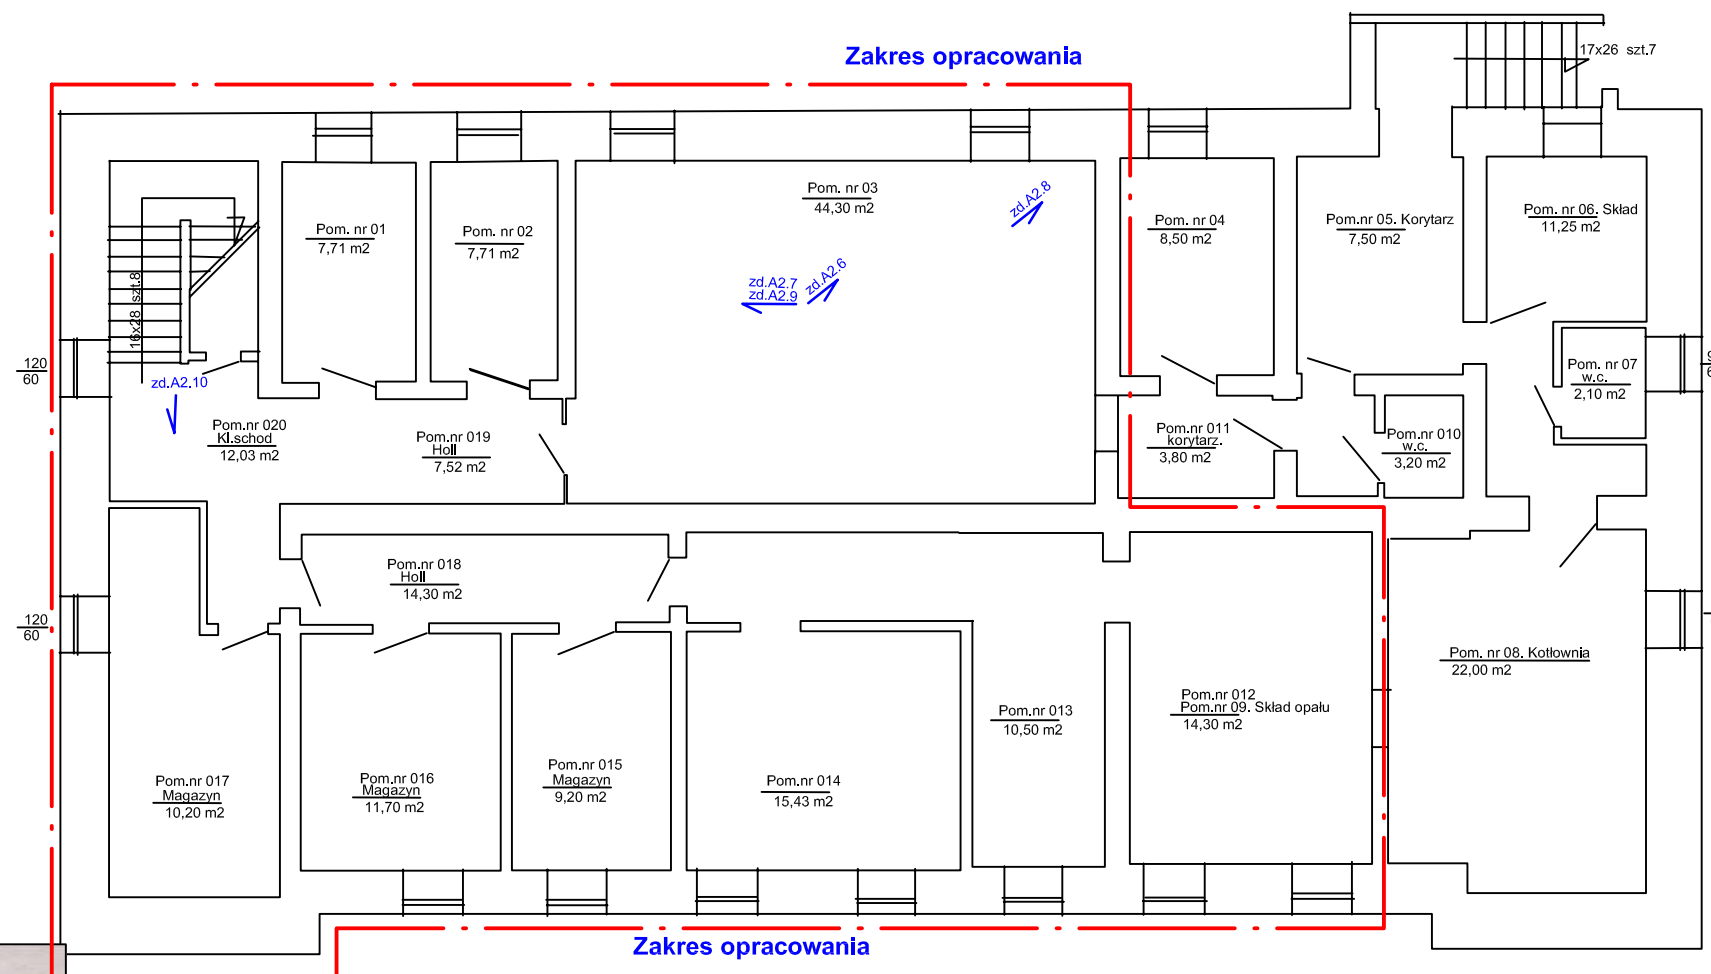 Zakres opracowania
17x26 szt.7
Pom. nr 01
7,71 m2
Pom. nr 02
7,71 m2
Pom. nr 03
44,30 m2
zd.A2.8
Pom. nr 04
8,50 m2
Pom.nr 05. Korytarz
7,50 m2
Pom. nr 06. Skład
11,25 m2
16x28 szt.8
zd.A2.7
zd.A2.9
zd.A2.6
120
60
zd.A2.10
Pom. nr 07
w.c.
2,10 m2
Pom.nr 020
Kl.schod
12,03 m2
Pom.nr 019
Holl
7,52 m2
Pom.nr 011
korytarz.
3,80 m2
Pom.nr 010
w.c.
3,20 m2
Pom.nr 018
Holl
14,30 m2
120
60
Pom. nr 08. Kotłownia
22,00 m2
Pom.nr 012
Pom.nr 09. Skład opału
14,30 m2
Pom.nr 013
10,50 m2
Pom.nr 017
Magazyn
10,20 m2
Pom.nr 016
Magazyn
11,70 m2
Pom.nr 015
Magazyn
9,20 m2
Pom.nr 014
15,43 m2
Zakres opracowania